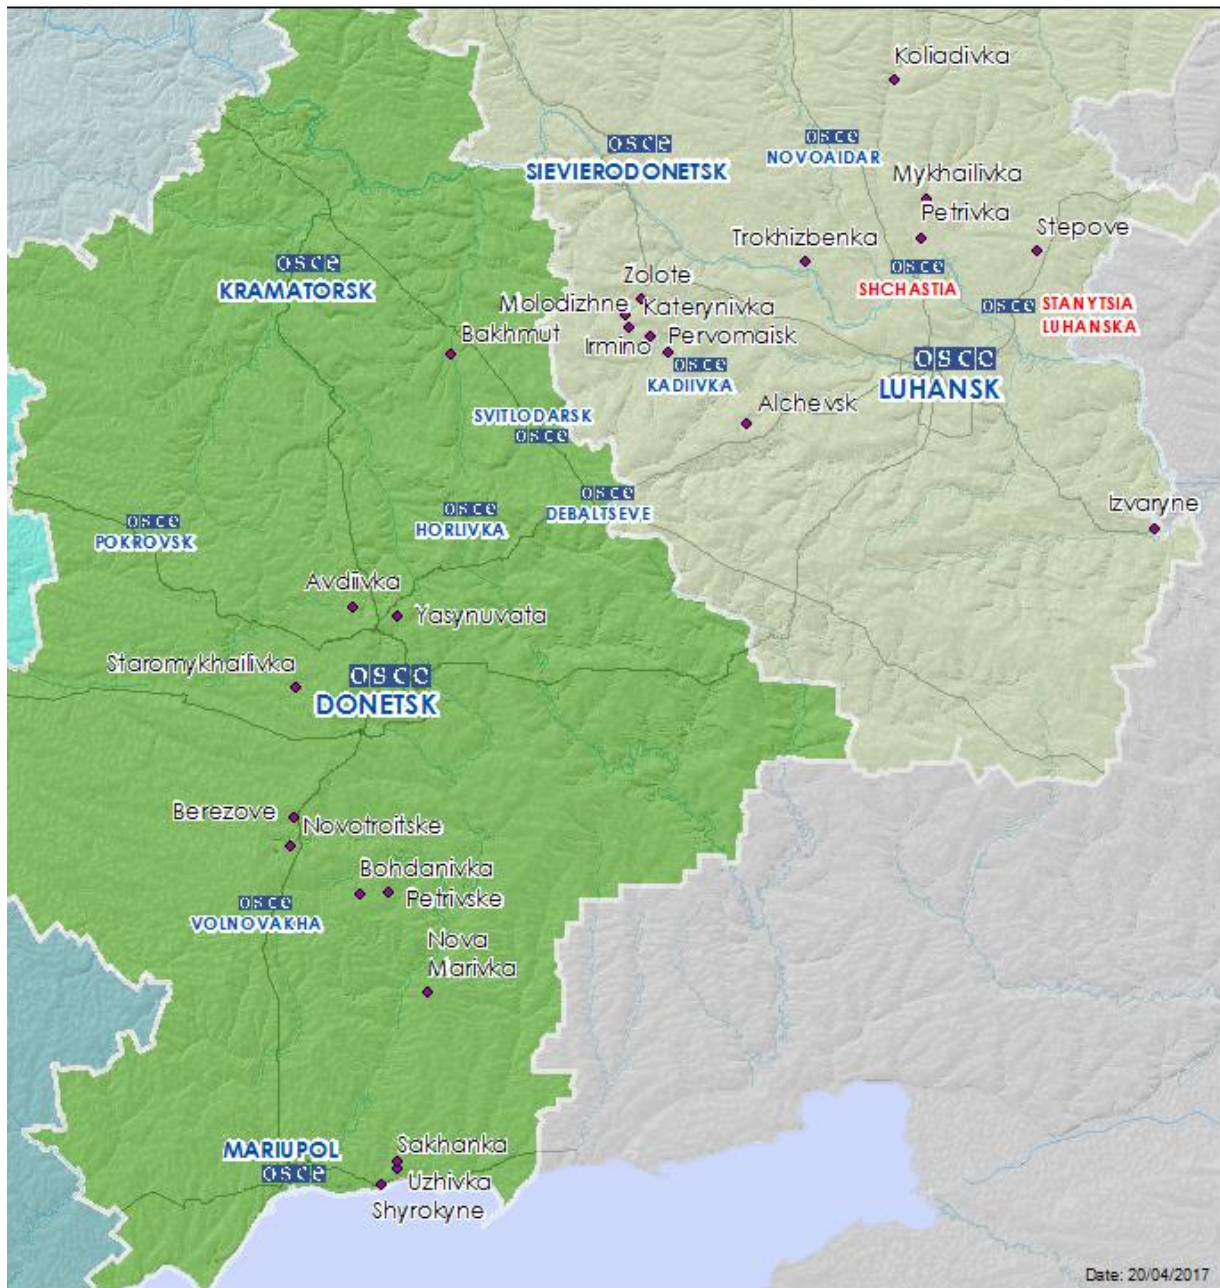 Koliadivka
osce
NOVOAIDAR
osce
SIEVIERODONETSK
Mykhailivka
Petrivka
Stepove
Trokhizbenka
osce
SHCHASTIA
osce
KRAMATORSK
Zolote
Molodizhne
Katerynivka
osce
STANYTSIA
LUHANSKA
Bakhmut
Irmino
Pervomaisk
osce
KADIIVKA
osce
LUHANSK
Alchevsk
SVITLODARSK
osce
osce
DEBALTSEVE
osce
HORLIVKA
osce
POKROVSK
Izvaryne
Avdiivka
Yasynuvata
Staromykhailivka
osce
DONETSK
Berezove
Novotroitske
Bohdanivka
Petrivske
osce
VOLNOVAKHA
Nova
Marivka
MARIUPOL
osce
Sakhanka
Uzhivka
Shyrokyne
Date: 20/04/2017